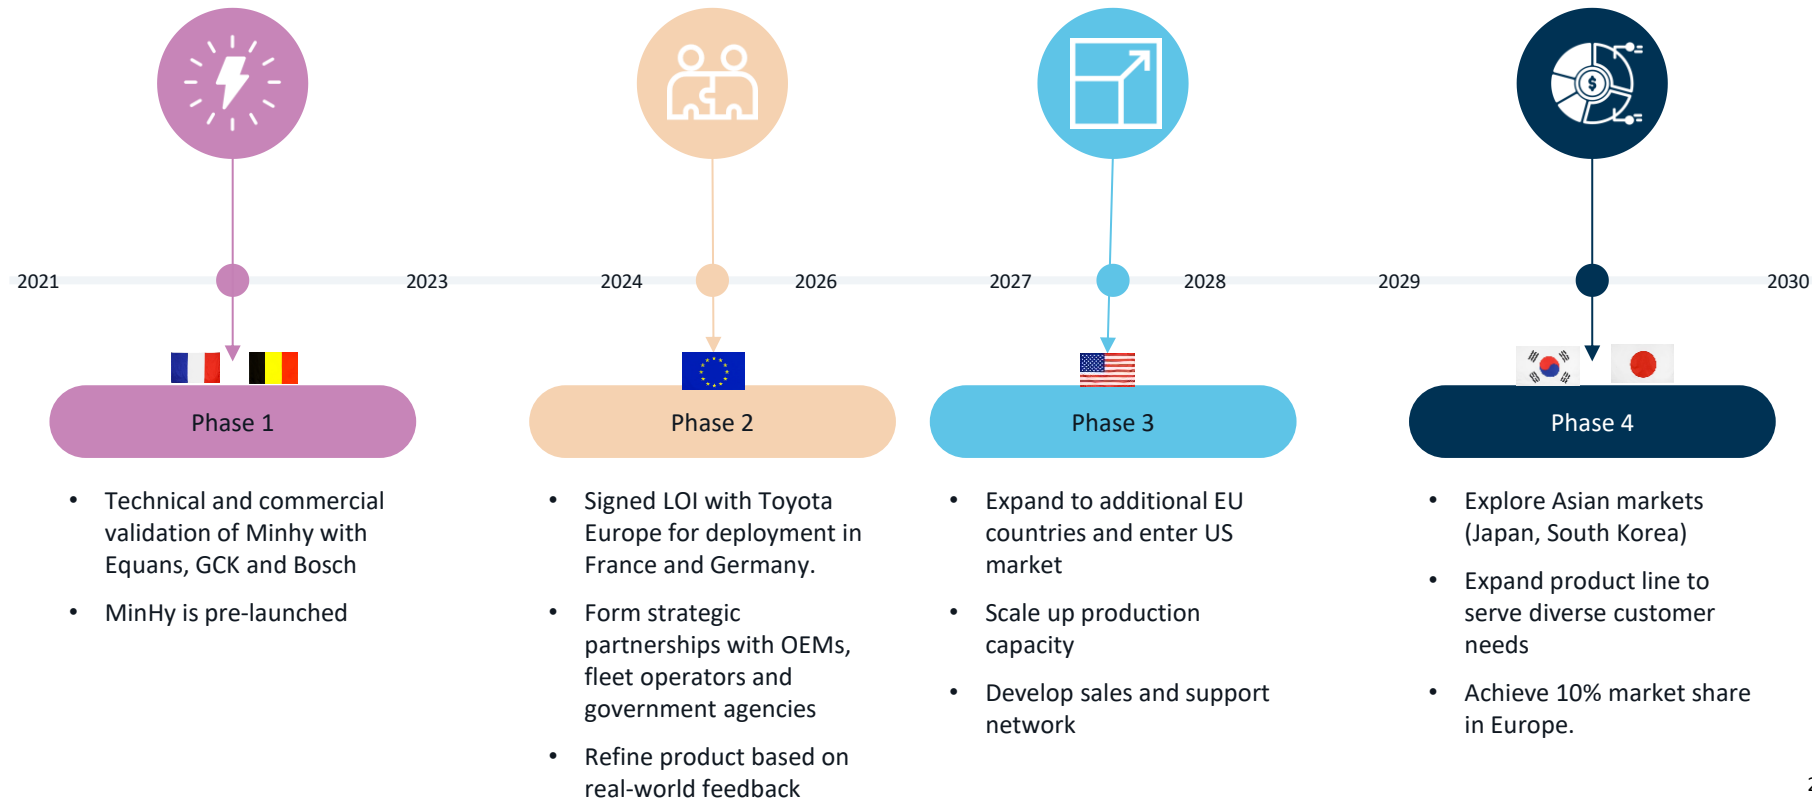 2021
2023
2024
2026
2027
2028
2029
2030
Phase 1
Phase 2
Phase 3
Phase 4
• Technical and commercial
validation of Minhy with
Equans, GCK and Bosch
• MinHy is pre-launched
• Signed LOI with Toyota
Europe for deployment in
France and Germany.
• Form strategic
partnerships with OEMs,
fleet operators and
government agencies
• Refine product based on
real-world feedback
• Expand to additional EU
countries and enter US
market
• Scale up production
capacity
• Develop sales and support
network
• Explore Asian markets
(Japan, South Korea)
• Expand product line to
serve diverse customer
needs
• Achieve 10% market share
in Europe.
$